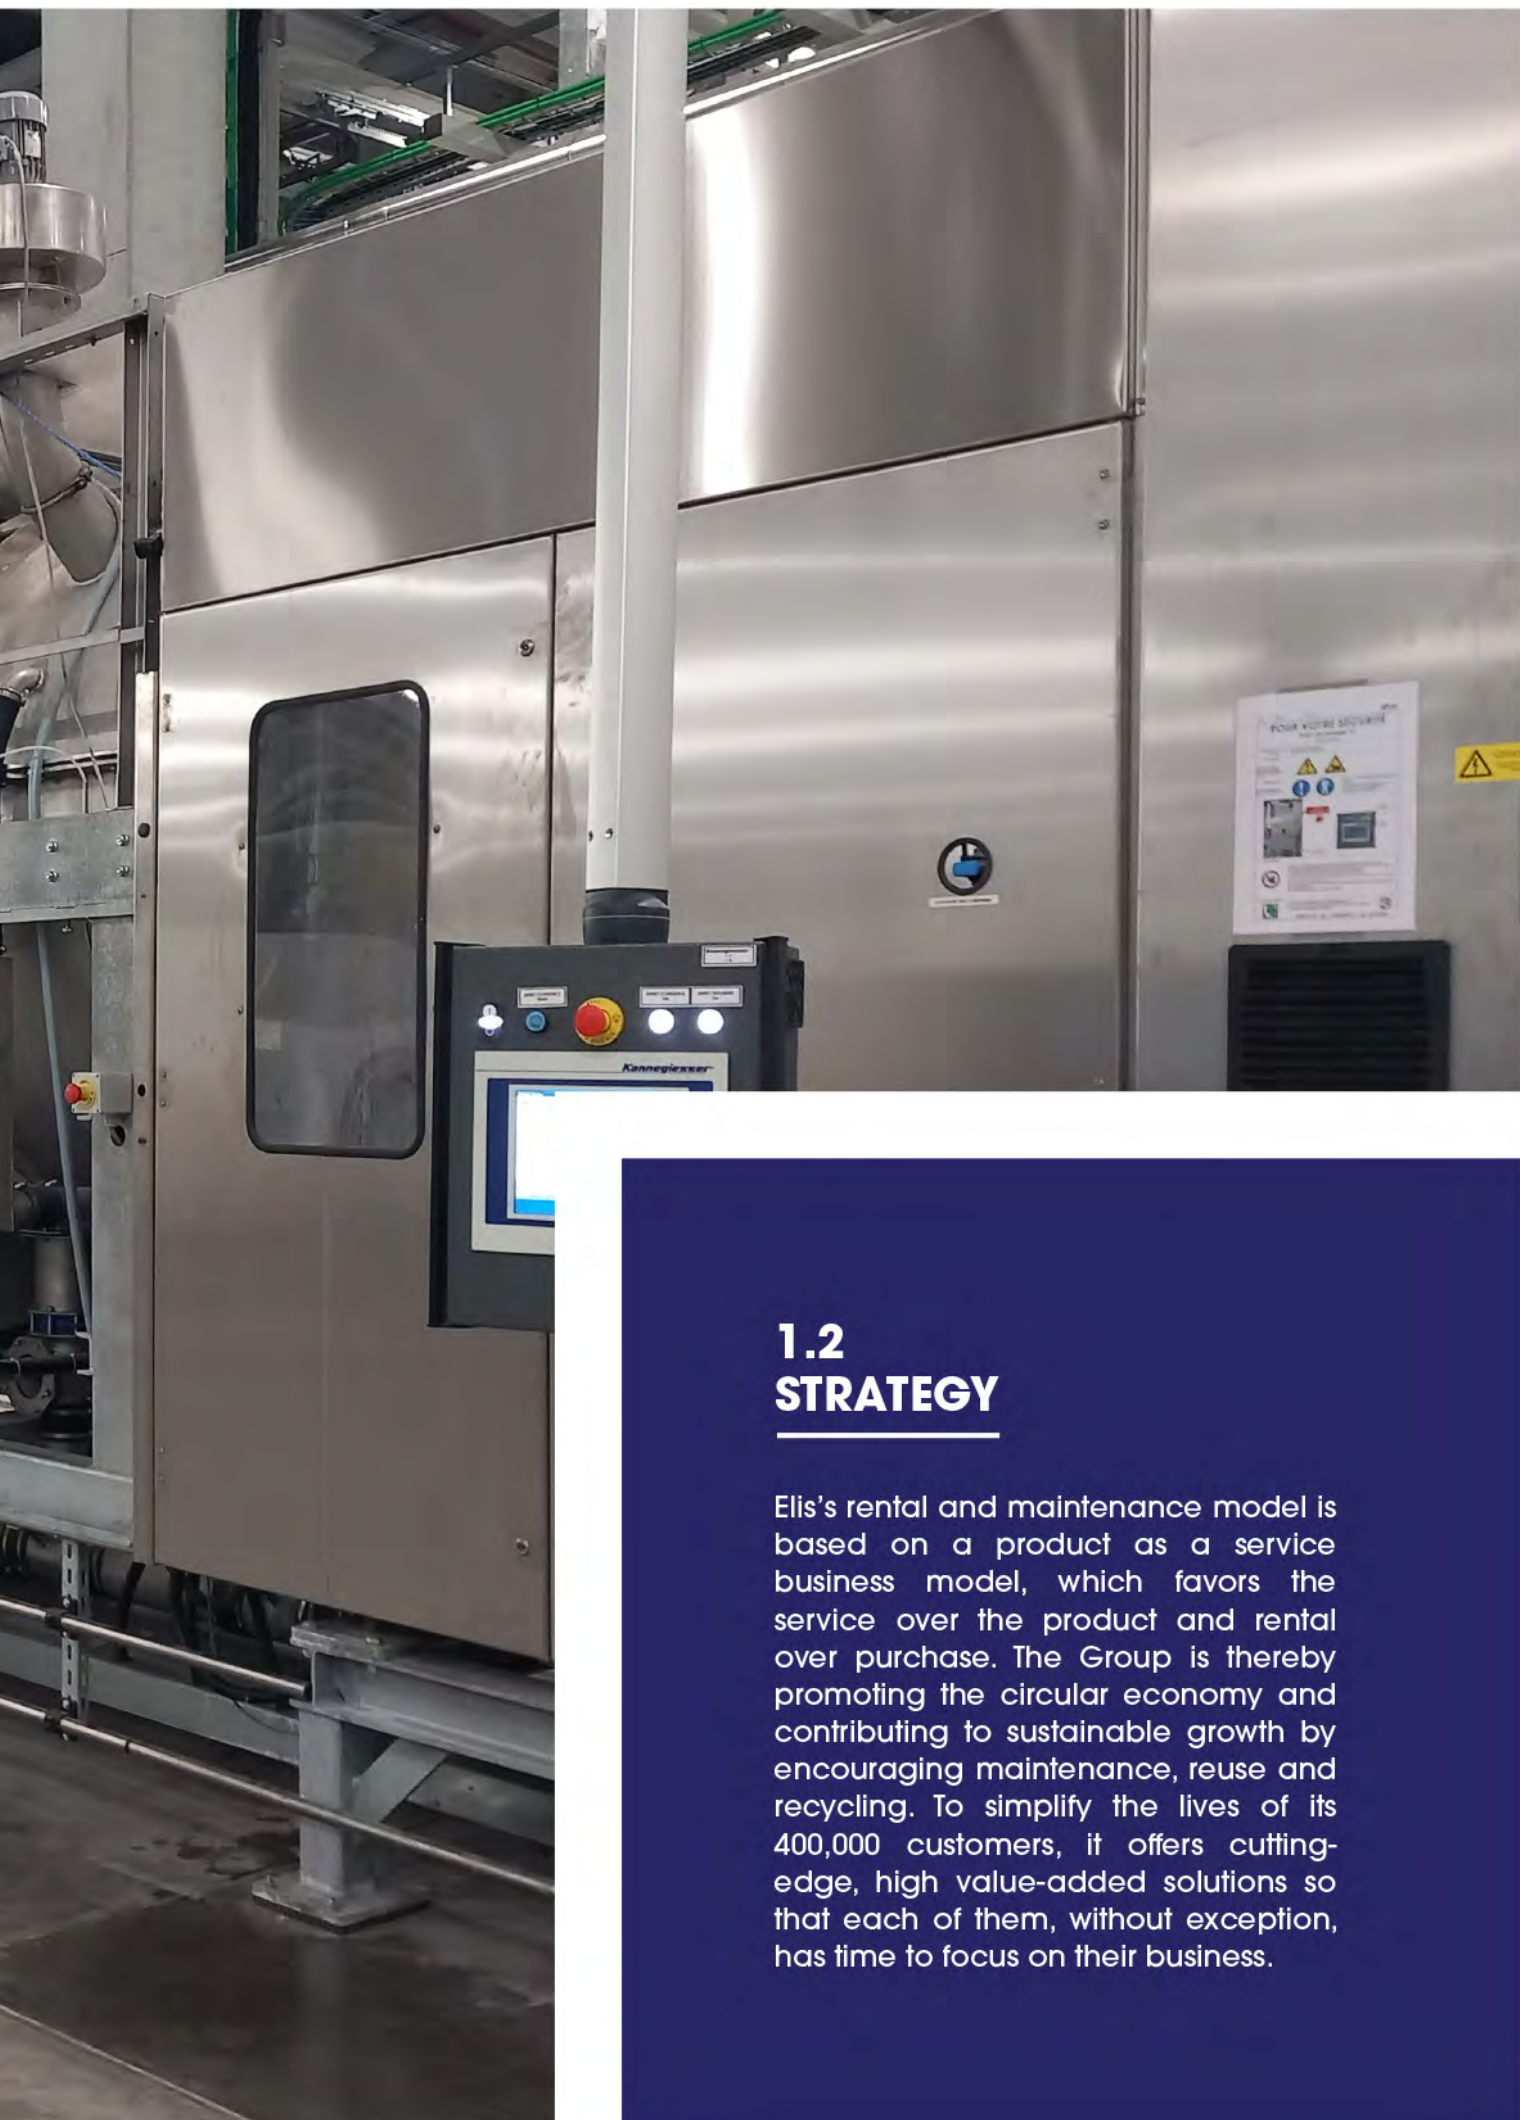 POUR VOTRE SÉCURITÉ
Kannegiesser
1.2
STRATEGY
Elis’s rental and maintenance model is
based on a product as a service
business model, which favors the
service over the product and rental
over purchase. The Group is thereby
promoting the circular economy and
contributing to sustainable growth by
encouraging maintenance, reuse and
recycling. To simplify the lives of its
400,000 customers, it offers cutting-
edge, high value-added solutions so
that each of them, without exception,
has time to focus on their business.